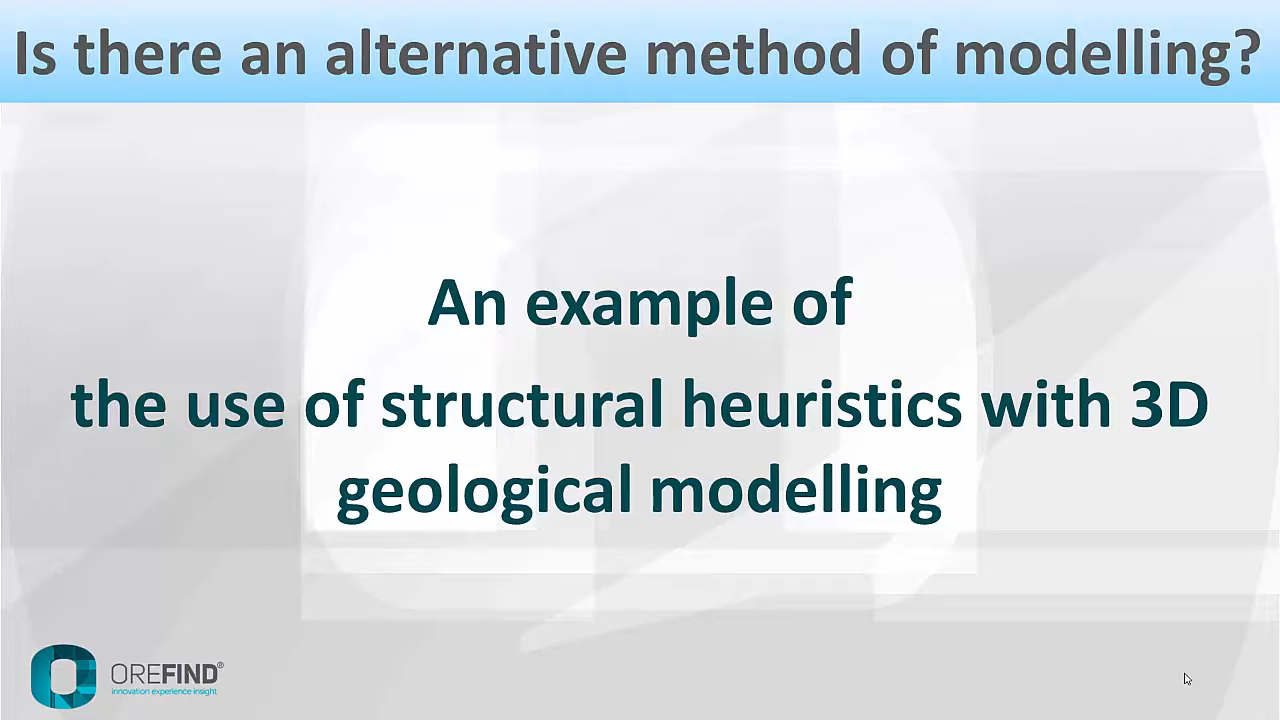 Is there an alternative method of modelling?
An example of
the use of structural heuristics with 3D
geological modelling
OREFIND®
innovation experience insight